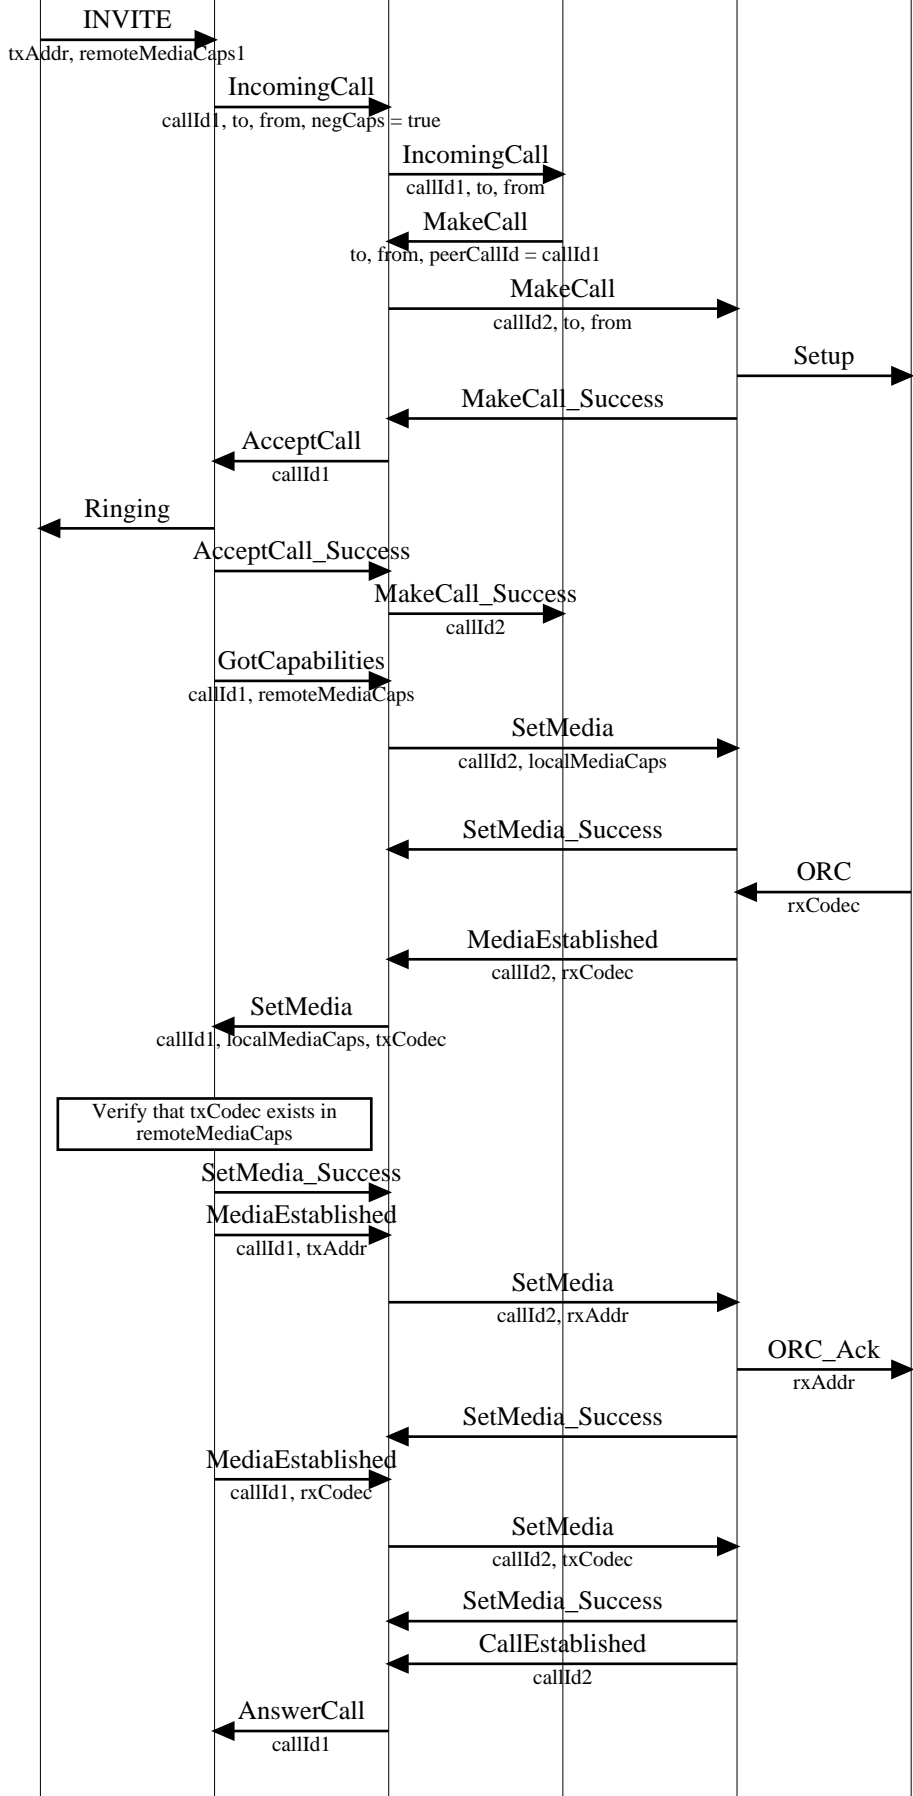 INVITE
txAddr, remoteMediaCaps1
IncomingCall
callId1, to, from, negCaps = true
IncomingCall
callId1, to, from
MakeCall
to, from, peerCallId = callId1
MakeCall
callId2, to, from
Setup
MakeCall_Success
AcceptCall
callId1
Ringing
AcceptCall_Success
MakeCall_Success
callId2
GotCapabilities
callId1, remoteMediaCaps
SetMedia
callId2, localMediaCaps
SetMedia_Success
ORC
rxCodec
MediaEstablished
callId2, rxCodec
SetMedia
callId1, localMediaCaps, txCodec
Verify that txCodec exists in
remoteMediaCaps
SetMedia_Success
MediaEstablished
callId1, txAddr
SetMedia
callId2, rxAddr
ORC_Ack
rxAddr
SetMedia_Success
MediaEstablished
callId1, rxCodec
SetMedia
callId2, txCodec
SetMedia_Success
CallEstablished
callId2
AnswerCall
callId1